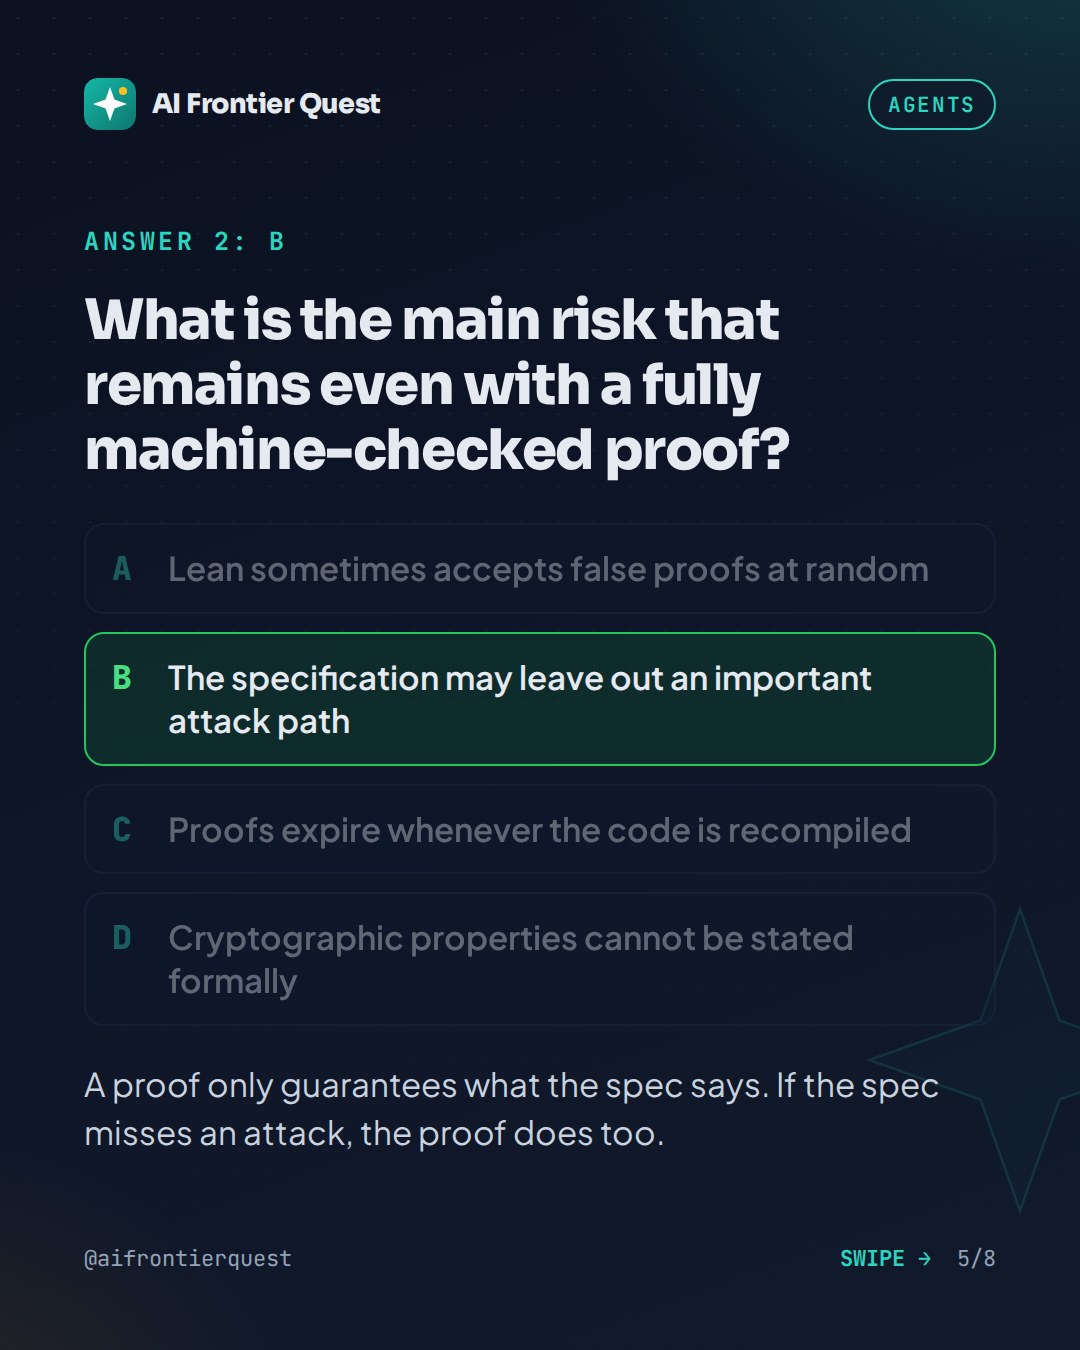 AI Frontier Quest
AGENTS
ANSWER 2: B
What is the main risk that
remains even with a fully
machine-checked proof?
A Lean sometimes accepts false proofs at random
B The specification may leave out an important
attack path
C Proofs expire whenever the code is recompiled
D Cryptographic properties cannot be stated
formally
A proof only guarantees what the spec says. If the spec
misses an attack, the proof does too.
@aifrontierquest
SWIPE → 5/8